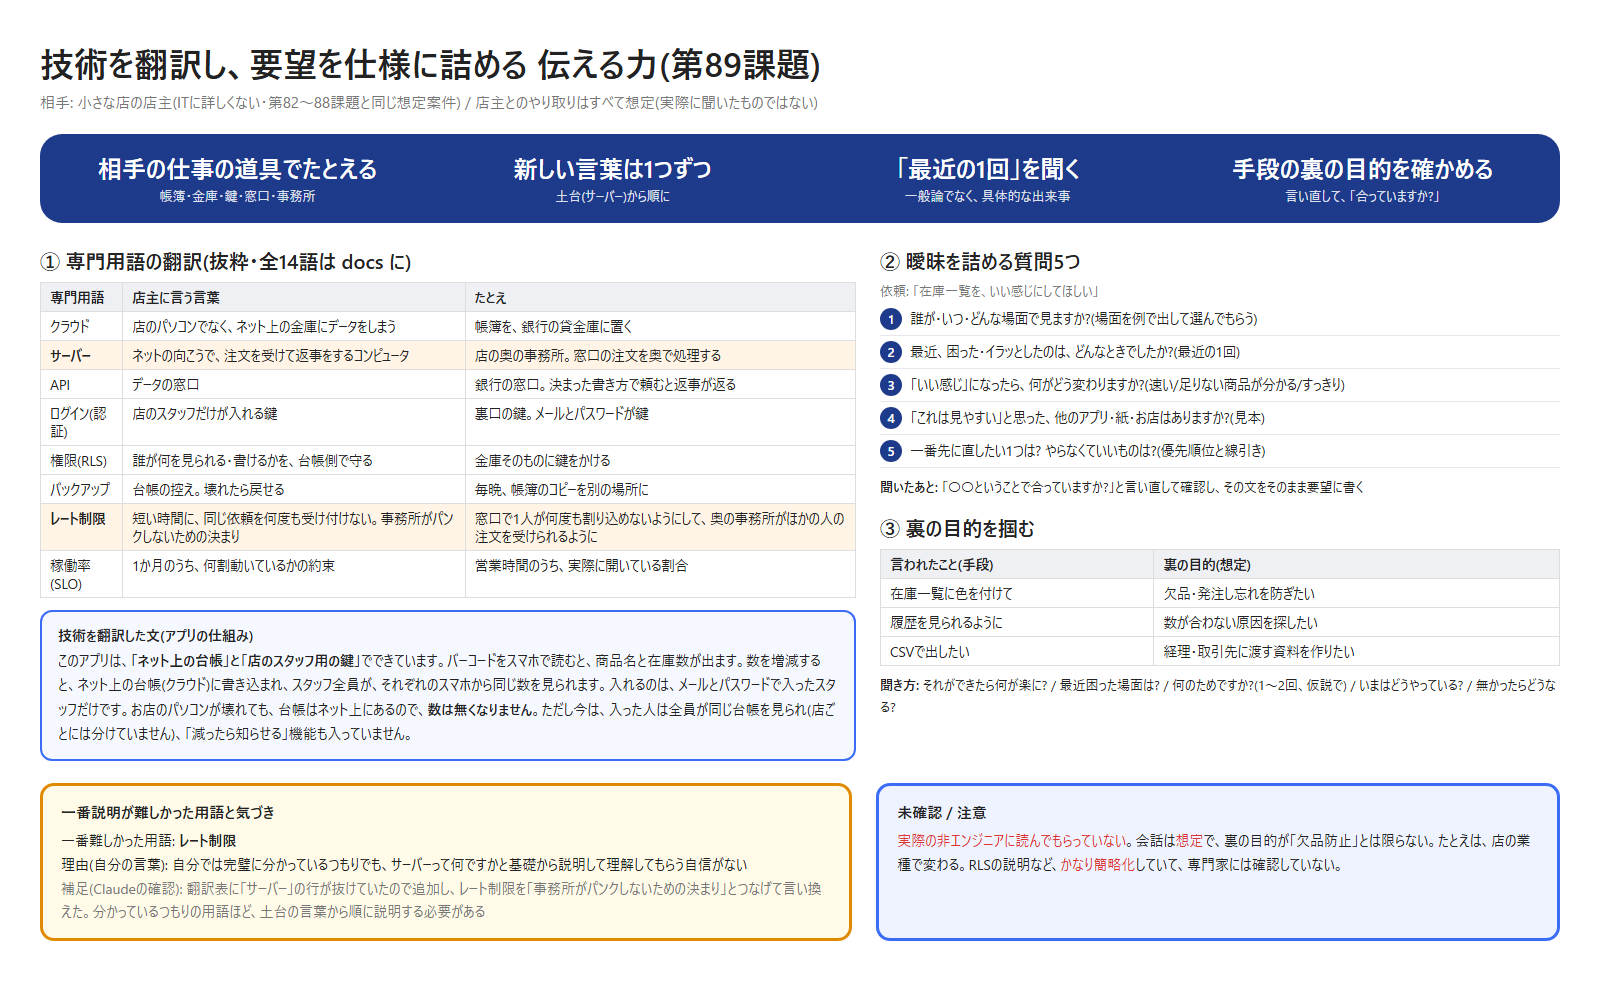 技術を翻訳し、要望を仕様に詰める 伝える力(第89課題)
相手: 小さな店の店主(ITに詳しくない・第82〜88課題と同じ想定案件) / 店主とのやり取りはすべて想定(実際に聞いたものではない)
相手の仕事の道具でたとえる
帳簿・金庫・鍵・窓口・事務所
新しい言葉は1つずつ
土台(サーバー)から順に
「最近の1回」を聞く
一般論でなく、具体的な出来事
手段の裏の目的を確かめる
言い直して、「合っていますか?」
① 専門用語の翻訳(抜粋・全14語は docs に)
専門用語 店主に言う言葉 たとえ
クラウド 店のパソコンでなく、ネット上の金庫にデータをしまう 帳簿を、銀行の貸金庫に置く
サーバー ネットの向こうで、注文を受けて返事をするコンピュータ 店の奥の事務所。窓口の注文を奥で処理する
API データの窓口 銀行の窓口。決まった書き方で頼むと返事が返る
ログイン(認証) 店のスタッフだけが入れる鍵 裏口の鍵。メールとパスワードが鍵
権限(RLS) 誰が何を見られる・書けるかを、台帳側で守る 金庫そのものに鍵をかける
バックアップ 台帳の控え。壊れたら戻せる 毎晩、帳簿のコピーを別の場所に
レート制限 短い時間に、同じ依頼を何度も受け付けない。事務所がパンクしないための決まり 窓口で1人が何度も割り込めないようにして、奥の事務所がほかの人の注文を受けられるように
稼働率(SLO) 1か月のうち、何割動いているかの約束 営業時間のうち、実際に開いている割合
技術を翻訳した文(アプリの仕組み)
このアプリは、「ネット上の台帳」と「店のスタッフ用の鍵」でできています。バーコードをスマホで読むと、商品名と在庫数が出ます。数を増減する
と、ネット上の台帳(クラウド)に書き込まれ、スタッフ全員が、それぞれのスマホから同じ数を見られます。入れるのは、メールとパスワードで入ったスタ
ッフだけです。お店のパソコンが壊れても、台帳はネット上にあるので、数は無くなりません。ただし今は、入った人は全員が同じ台帳を見られ(店ご
とには分けていません)、「減ったら知らせる」機能も入っていません。
② 曖昧を詰める質問5つ
依頼: 「在庫一覧を、いい感じにしてほしい」
1 誰が・いつ・どんな場面で見ますか?(場面を例で出して選んでもらう)
2 最近、困った・イラッとしたのは、どんなときでしたか?(最近の1回)
3 「いい感じ」になったら、何がどう変わりますか?(速い/足りない商品が分かる/すっきり)
4 「これは見やすい」と思った、他のアプリ・紙・お店はありますか?(見本)
5 一番先に直したい1つは? やらなくていいものは?(優先順位と線引き)
聞いたあと: 「〇〇ということで合っていますか?」と言い直して確認し、その文をそのまま要望に書く
③ 裏の目的を掴む
言われたこと(手段) 裏の目的(想定)
在庫一覧に色を付けて 欠品・発注し忘れを防ぎたい
履歴を見られるように 数が合わない原因を探したい
CSVで出したい 経理・取引先に渡す資料を作りたい
聞き方: それができたら何が楽に? / 最近困った場面は? / 何のためですか?(1〜2回、仮説で) / いまはどうやっている? / 無かったらどうな
る?
一番説明が難しかった用語と気づき
一番難しかった用語: レート制限
理由(自分の言葉): 自分では完璧に分かっているつもりでも、サーバーって何ですかと基礎から説明して理解してもらう自信がない
補足(Claudeの確認): 翻訳表に「サーバー」の行が抜けていたので追加し、レート制限を「事務所がパンクしないための決まり」とつなげて言い換
えた。分かっているつもりの用語ほど、土台の言葉から順に説明する必要がある
未確認 / 注意
実際の非エンジニアに読んでもらっていない。会話は想定で、裏の目的が「欠品防止」とは限らない。たとえは、店の業
種で変わる。RLSの説明など、かなり簡略化していて、専門家には確認していない。